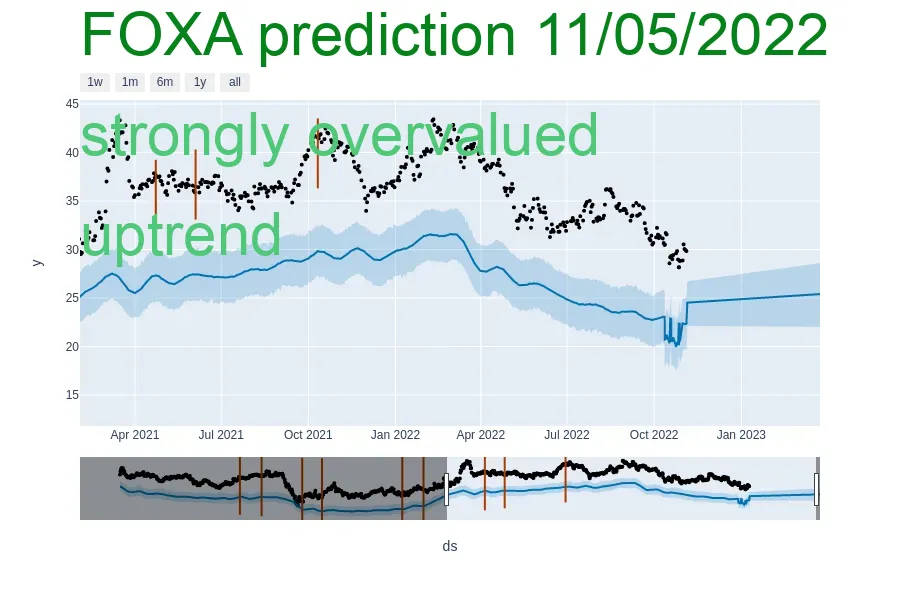 FOXA prediction 11/05/2022
1w 1m 6m 1y all
strongly overvalued
uptrend
45
40
35
30
25
20
15
y
Apr 2021 Jul 2021 Oct 2021 Jan 2022 Apr 2022 Jul 2022 Oct 2022 Jan 2023
ds